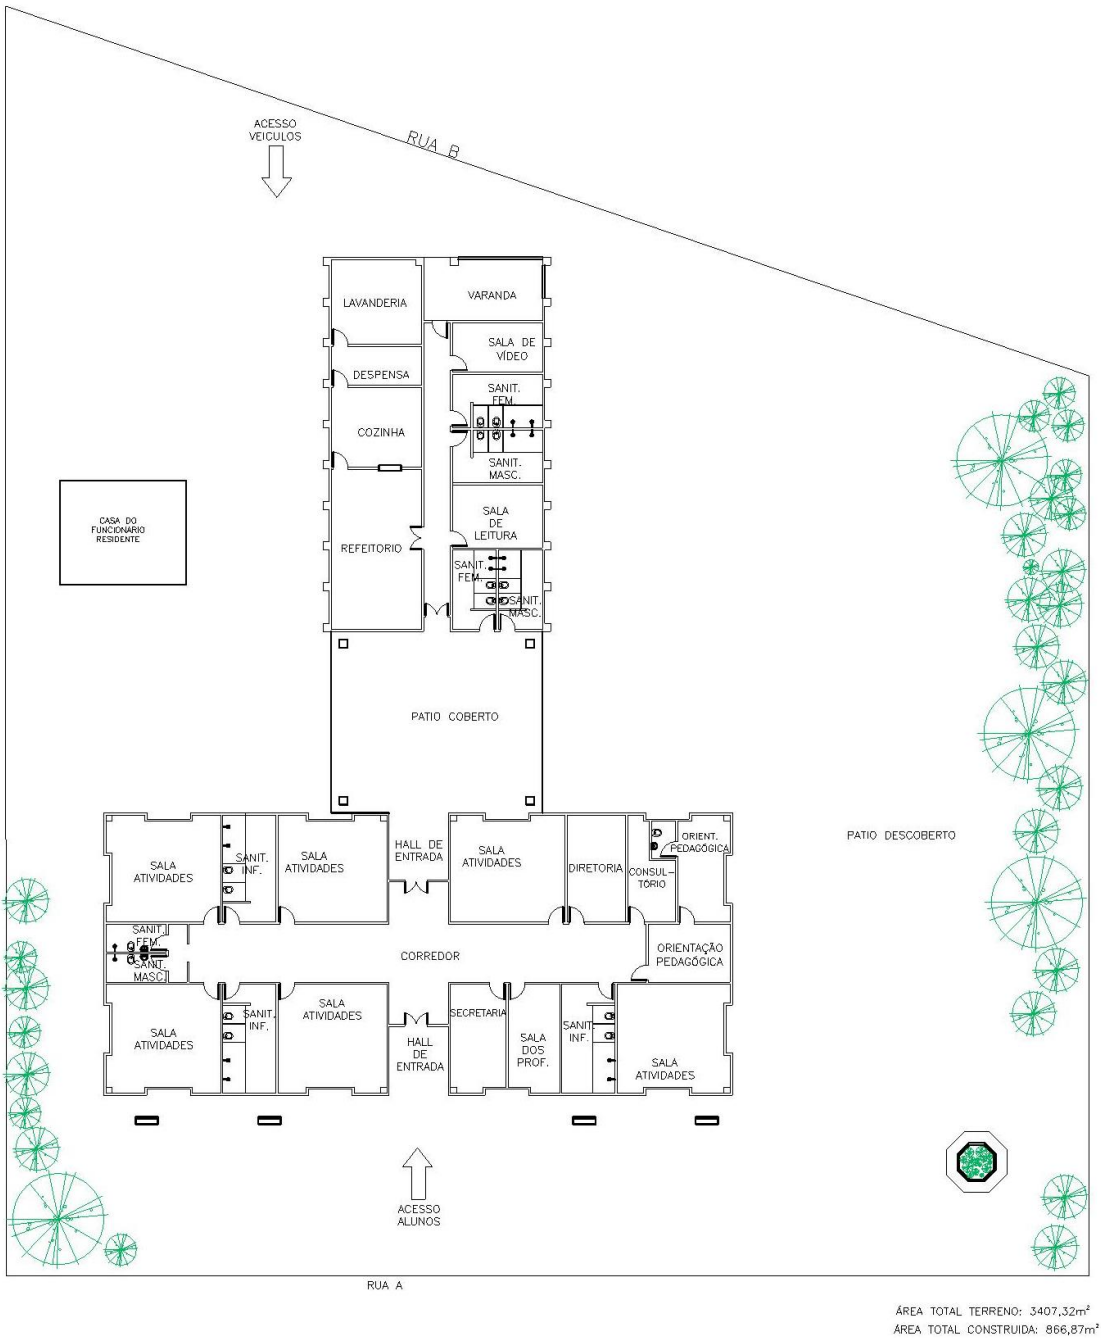 ACESSO
VEICULOS
RUA B
LAVANDERIA
VARANDA
SALA DE
VÍDEO
DESPENSA
SANIT.
FEM.
COZINHA
SANIT.
MASC.
SALA
DE
LEITURA
CASA DO
FUNCIONARIO
RESIDENTE
REFEITORIO
SANIT.
FEM.
SANIT.
MASC.
PATIO COBERTO
PATIO DESCOBERTO
SALA
ATIVIDADES
SANIT.
INF.
SALA
ATIVIDADES
HALL DE
ENTRADA
SALA
ATIVIDADES
DIRETORIA
CONSUL-
TÓRIO
ORIENT.
PEDAGÓGICA
SANIT.
FEM.
SANIT.
MASC.
CORREDOR
ORIENTAÇÃO
PEDAGÓGICA
SALA
ATIVIDADES
SANIT.
INF.
SALA
ATIVIDADES
HALL
DE
ENTRADA
SECRETARIA
SALA
DOS
PROF.
SANIT.
INF.
SALA
ATIVIDADES
ACESSO
ALUNOS
RUA A
ÁREA TOTAL TERRENO: 3407,32m²
ÁREA TOTAL CONSTRUIDA: 866,87m²